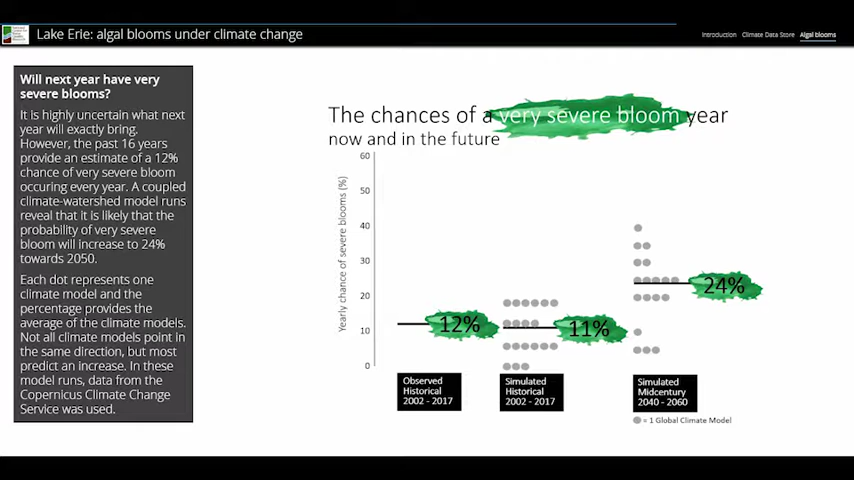 Lake Erie: algal blooms under climate change
Introduction Climate Data Store Algal blooms
Will next year have very
severe blooms?
It is highly uncertain what next
year will exactly bring.
However, the past 16 years
provide an estimate of a 12%
chance of very severe bloom
occuring every year. A coupled
climate-watershed model runs
reveal that it is likely that the
probability of very severe
bloom will increase to 24%
towards 2050.
Each dot represents one
climate model and the
percentage provides the
average of the climate models.
Not all climate models point in
the same direction, but most
predict an increase. In these
model runs, data from the
Copernicus Climate Change
Service was used.
The chances of a very severe bloom year
now and in the future
Yearly chance of severe blooms (%)
60
50
40
30
20
10
0
12%
11%
24%
Observed
Historical
2002 - 2017
Simulated
Historical
2002 - 2017
Simulated
Midcentury
2040 - 2060
= 1 Global Climate Model